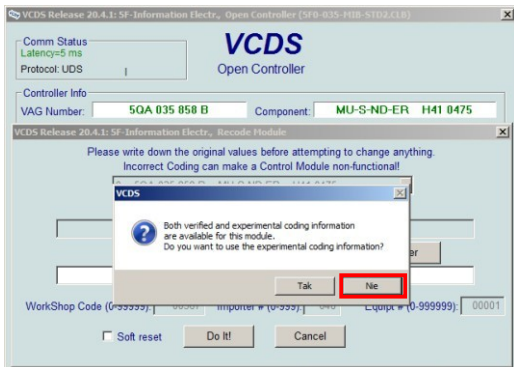 VCDS Release 20.4.1: 5F-Information Electr., Open Controller (5F0-035-MIB-STD2.CLB)
Comm Status
Latency=5 ms
Protocol: UDS
VCDS
Open Controller
Controller Info
VAG Number: 5QA 035 858 B Component: MU-S-ND-ER H41 0475
VCDS Release 20.4.1: 5F-Information Electr., Recode Module
Please write down the original values before attempting to change anything.
Incorrect Coding can make a Control Module non-functional!
VCDS
Both verified and experimental coding information
are available for this module.
Do you want to use the experimental coding information?
Tak Nie
WorkShop Code (0-99999): Importer # (0-999): Equipt # (0-999999): 00001
Soft reset Do It! Cancel